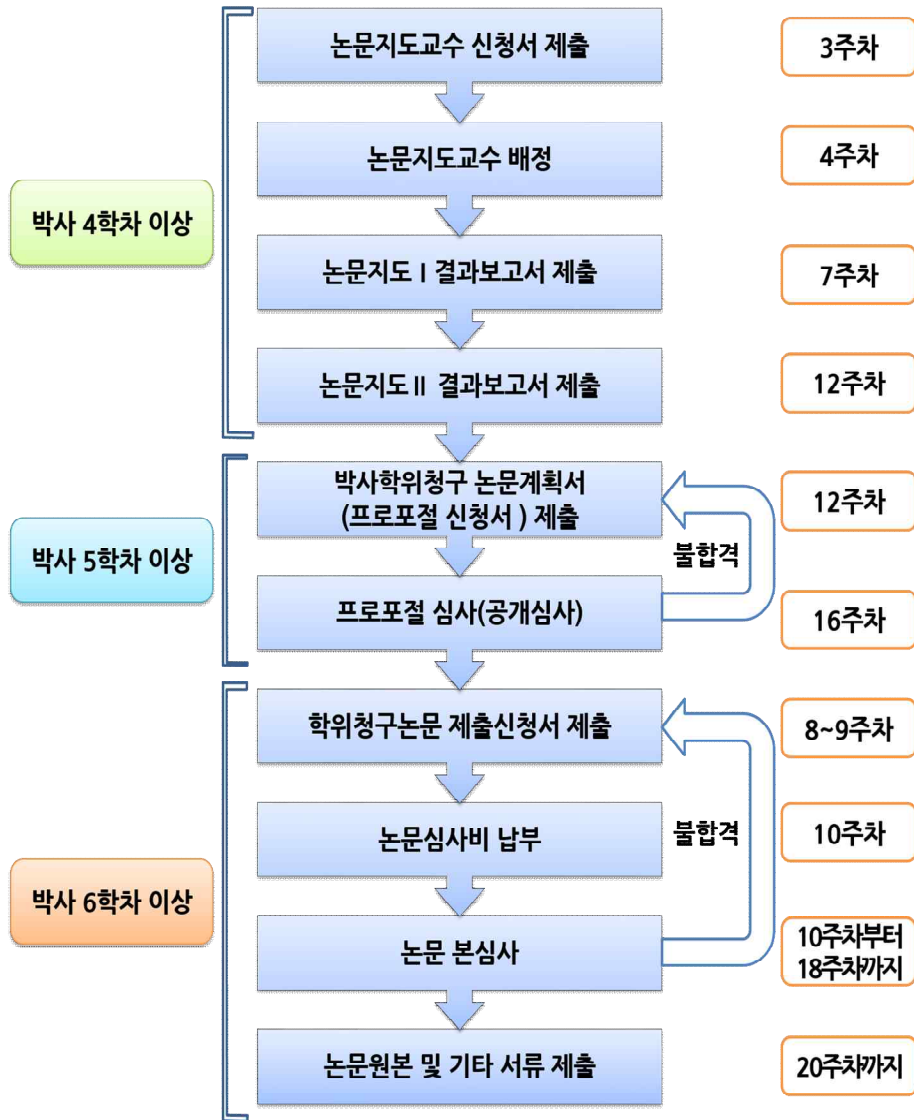 논문지도교수 신청서 제출
3주차
논문지도교수 배정
4주차
박사 4학차 이상
논문지도 I 결과보고서 제출
7주차
논문지도 II 결과보고서 제출
12주차
박사학위청구 논문계획서
(프로포절 신청서 ) 제출
12주차
박사 5학차 이상
불합격
프로포절 심사(공개심사)
16주차
학위청구논문 제출신청서 제출
8~9주차
논문심사비 납부
불합격
10주차
박사 6학차 이상
논문 본심사
10주차부터
18주차까지
논문원본 및 기타 서류 제출
20주차까지